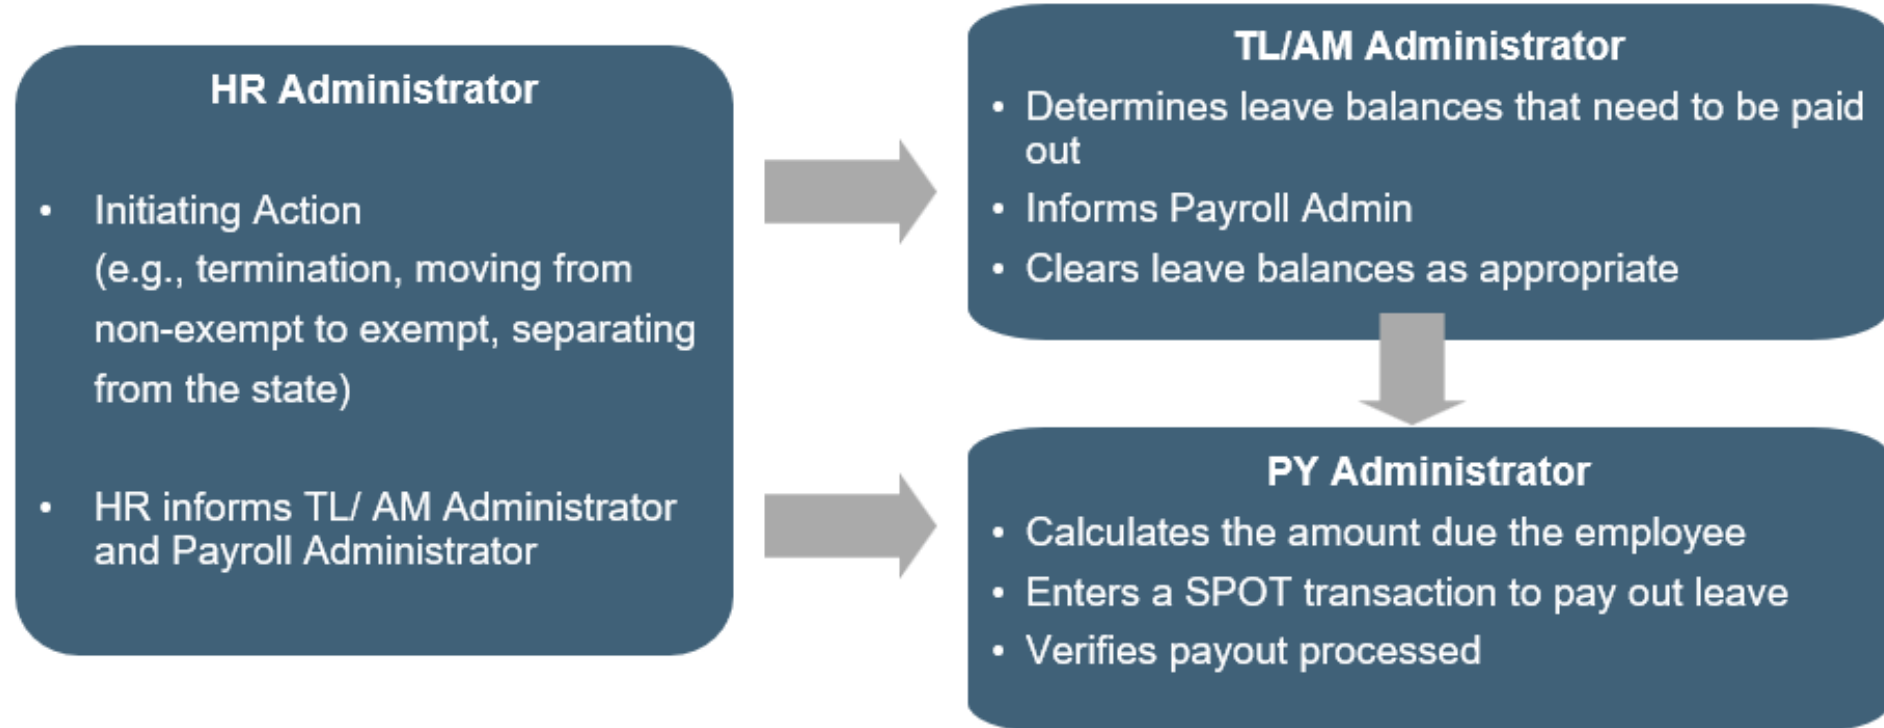 HR Administrator
• Initiating Action
(e.g., termination, moving from
non-exempt to exempt, separating
from the state)
• HR informs TL/ AM Administrator
and Payroll Administrator
TL/AM Administrator
• Determines leave balances that need to be paid
out
• Informs Payroll Admin
• Clears leave balances as appropriate
PY Administrator
• Calculates the amount due the employee
• Enters a SPOT transaction to pay out leave
• Verifies payout processed